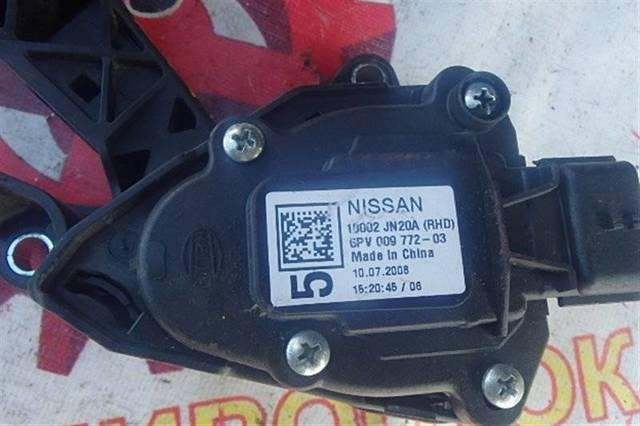 NISSAN
18002 JN20A (RHD)
6PV 009 772-03
Made in China
10.07.2008
15:20:45 / 06
5